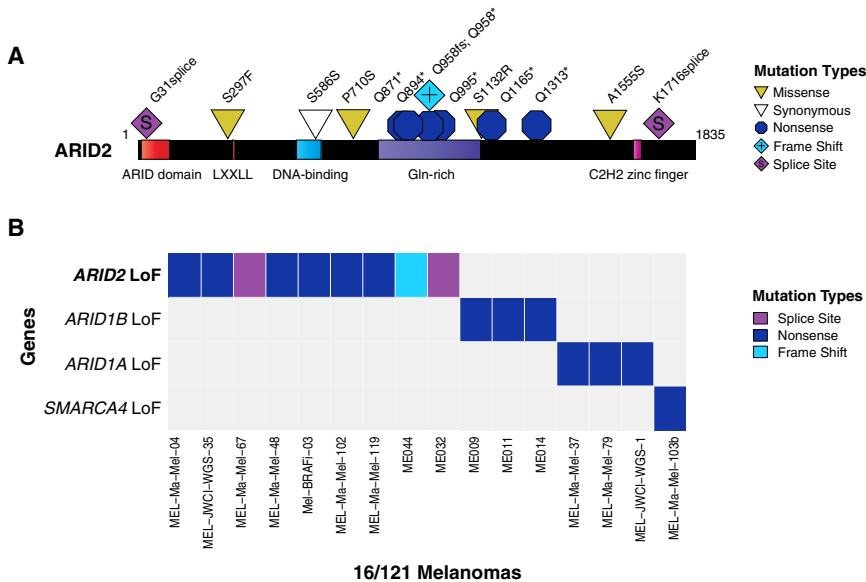 A
G31splice S297F S586S P710S Q871* Q894* Q958fs; Q958* Q995* S1132R Q1165* Q1313* A1555S K1716splice
Mutation Types
Missense
Synonymous
Nonsense
Frame Shift
S Splice Site
S S
1 1835
ARID2
ARID domain LXXLL DNA-binding Gln-rich C2H2 zinc finger
B
Genes
ARID2 LoF
ARID1B LoF
ARID1A LoF
SMARCA4 LoF
Mutation Types
Splice Site
Nonsense
Frame Shift
MEL–Ma–Mel–04
MEL–JWCI–WGS–35
MEL–Ma–Mel–67
MEL–Ma–Mel–48
Mel–BRAFi–03
MEL–Ma–Mel–102
MEL–Ma–Mel–119
ME044
ME032
ME009
ME011
ME014
MEL–Ma–Mel–37
MEL–Ma–Mel–79
MEL–JWCI–WGS–1
MEL–Ma–Mel–103b
16/121 Melanomas